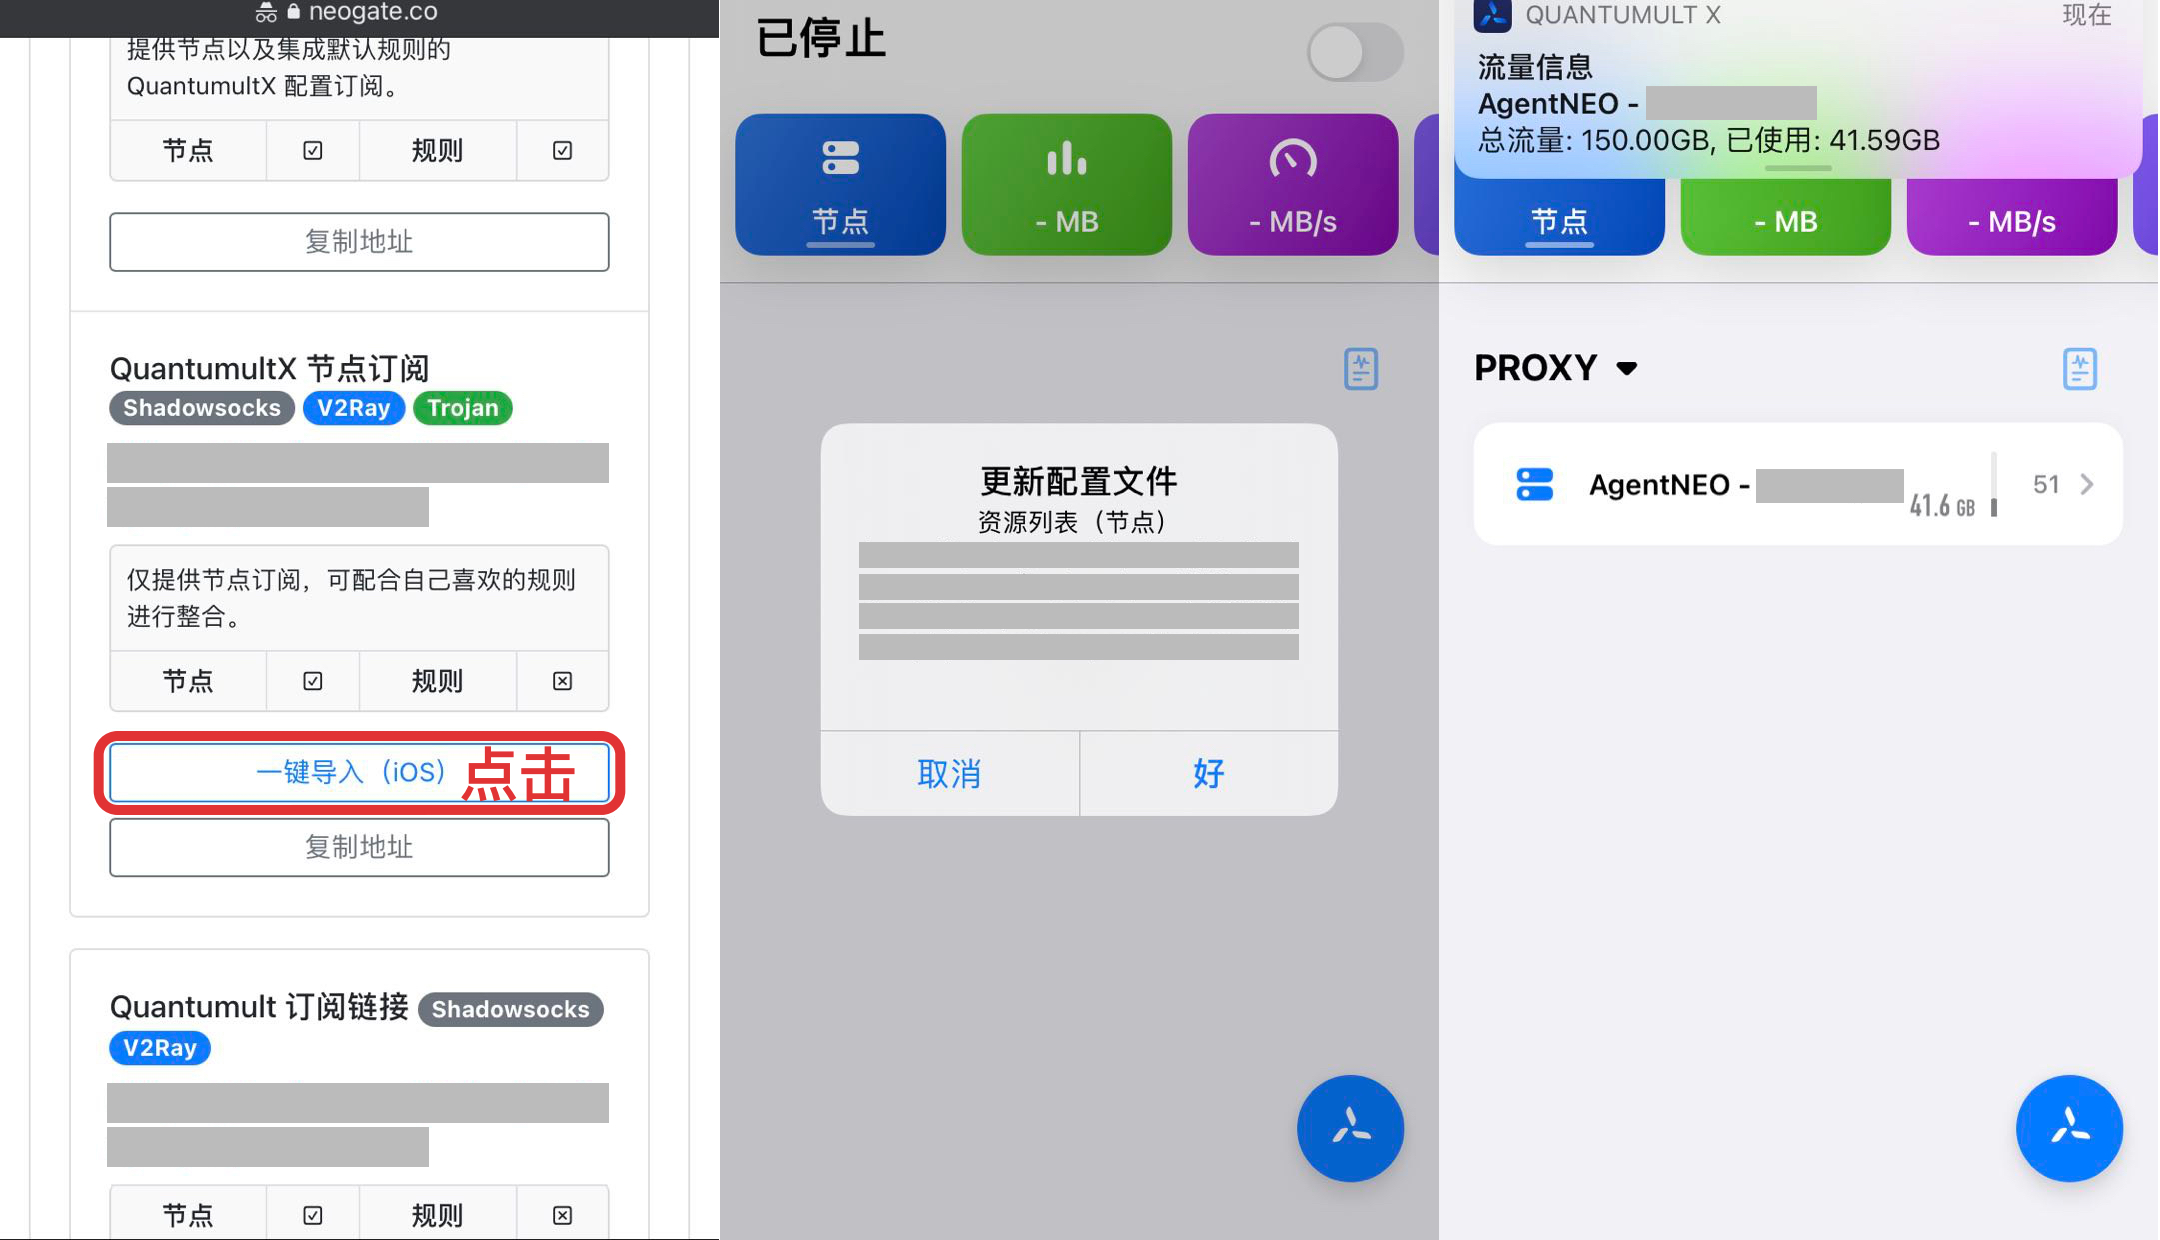 neogate.co
提供节点以及集成默认规则的
QuantumultX 配置订阅。
节点 规则
复制地址
QuantumultX 节点订阅
Shadowsocks V2Ray Trojan
仅提供节点订阅，可配合自己喜欢的规则
进行整合。
节点 规则
一键导入（iOS） 点击
复制地址
Quantumult 订阅链接 Shadowsocks
V2Ray
节点 规则
已停止
节点 - MB - MB/s
更新配置文件
资源列表（节点）
取消 好
QUANTUMULT X 现在
流量信息
AgentNEO -
总流量: 150.00GB, 已使用: 41.59GB
节点 - MB - MB/s
PROXY
AgentNEO - 41.6 GB 51